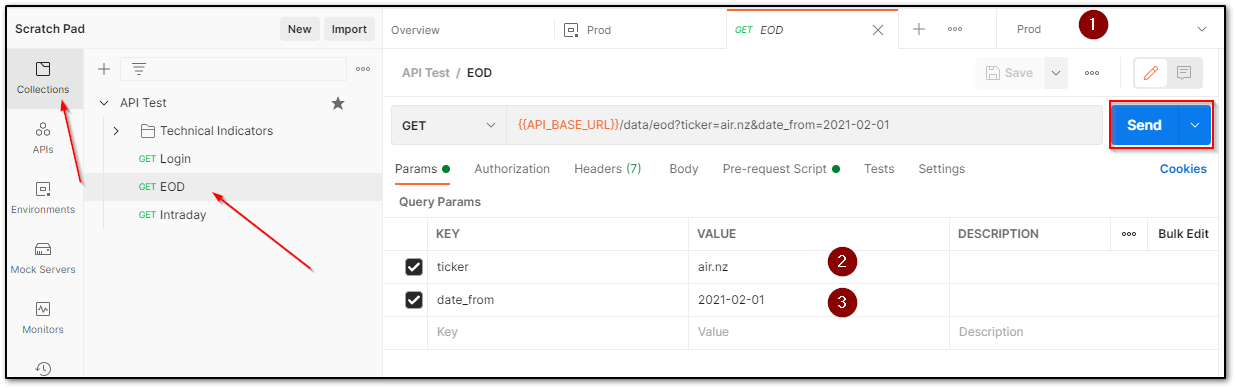 Scratch Pad
New
Import
Overview
Prod
GET EOD
Prod
1
Collections
APIs
Environments
Mock Servers
Monitors
API Test
Technical Indicators
GET Login
GET EOD
GET Intraday
API Test / EOD
Save
GET
{{API_BASE_URL}}/data/eod?ticker=air.nz&date_from=2021-02-01
Send
Params
Authorization
Headers (7)
Body
Pre-request Script
Tests
Settings
Cookies
Query Params
KEY VALUE DESCRIPTION Bulk Edit
ticker air.nz 2
date_from 2021-02-01 3
Key Value Description